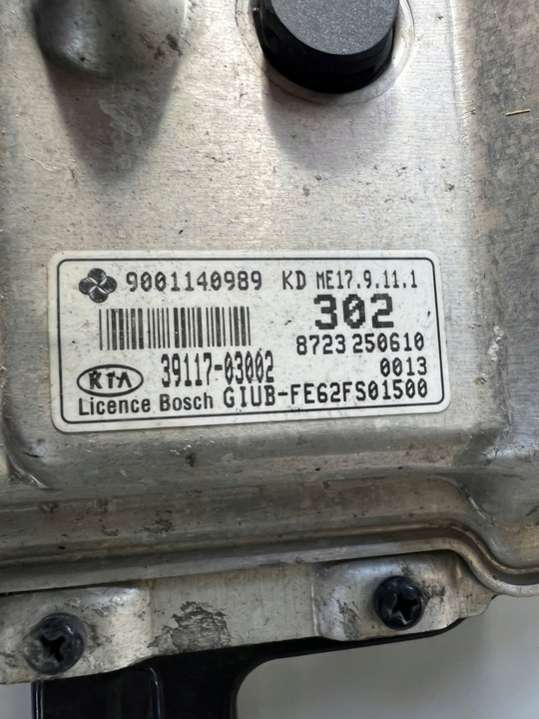 9001140989 KD ME17.9.11.1
302
8723 250610
39117-03002 0013
KIA
Licence Bosch GIUB-FE62FS01500